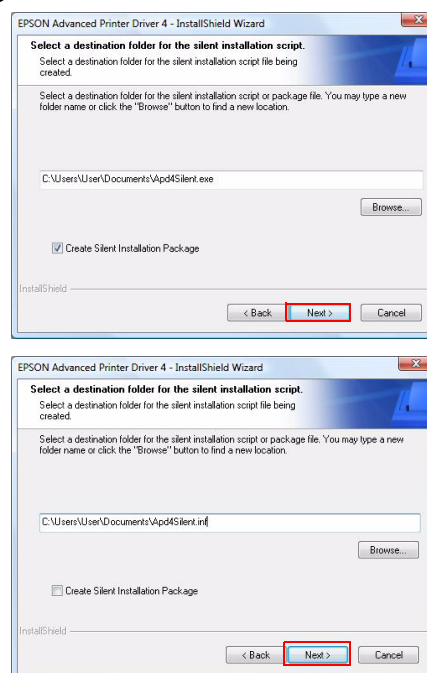 EPSON Advanced Printer Driver 4 - InstallShield Wizard
Select a destination folder for the silent installation script.
Select a destination folder for the silent installation script file being
created.
Select a destination folder for the silent installation script or package file. You may type a new
folder name or click the "Browse" button to find a new location.
C:\Users\User\Documents\Apd4Silent.exe
Browse...
Create Silent Installation Package
InstallShield
< Back Next > Cancel
EPSON Advanced Printer Driver 4 - InstallShield Wizard
Select a destination folder for the silent installation script.
Select a destination folder for the silent installation script file being
created.
Select a destination folder for the silent installation script or package file. You may type a new
folder name or click the "Browse" button to find a new location.
C:\Users\User\Documents\Apd4Silent.inf
Browse...
Create Silent Installation Package
InstallShield
< Back Next > Cancel